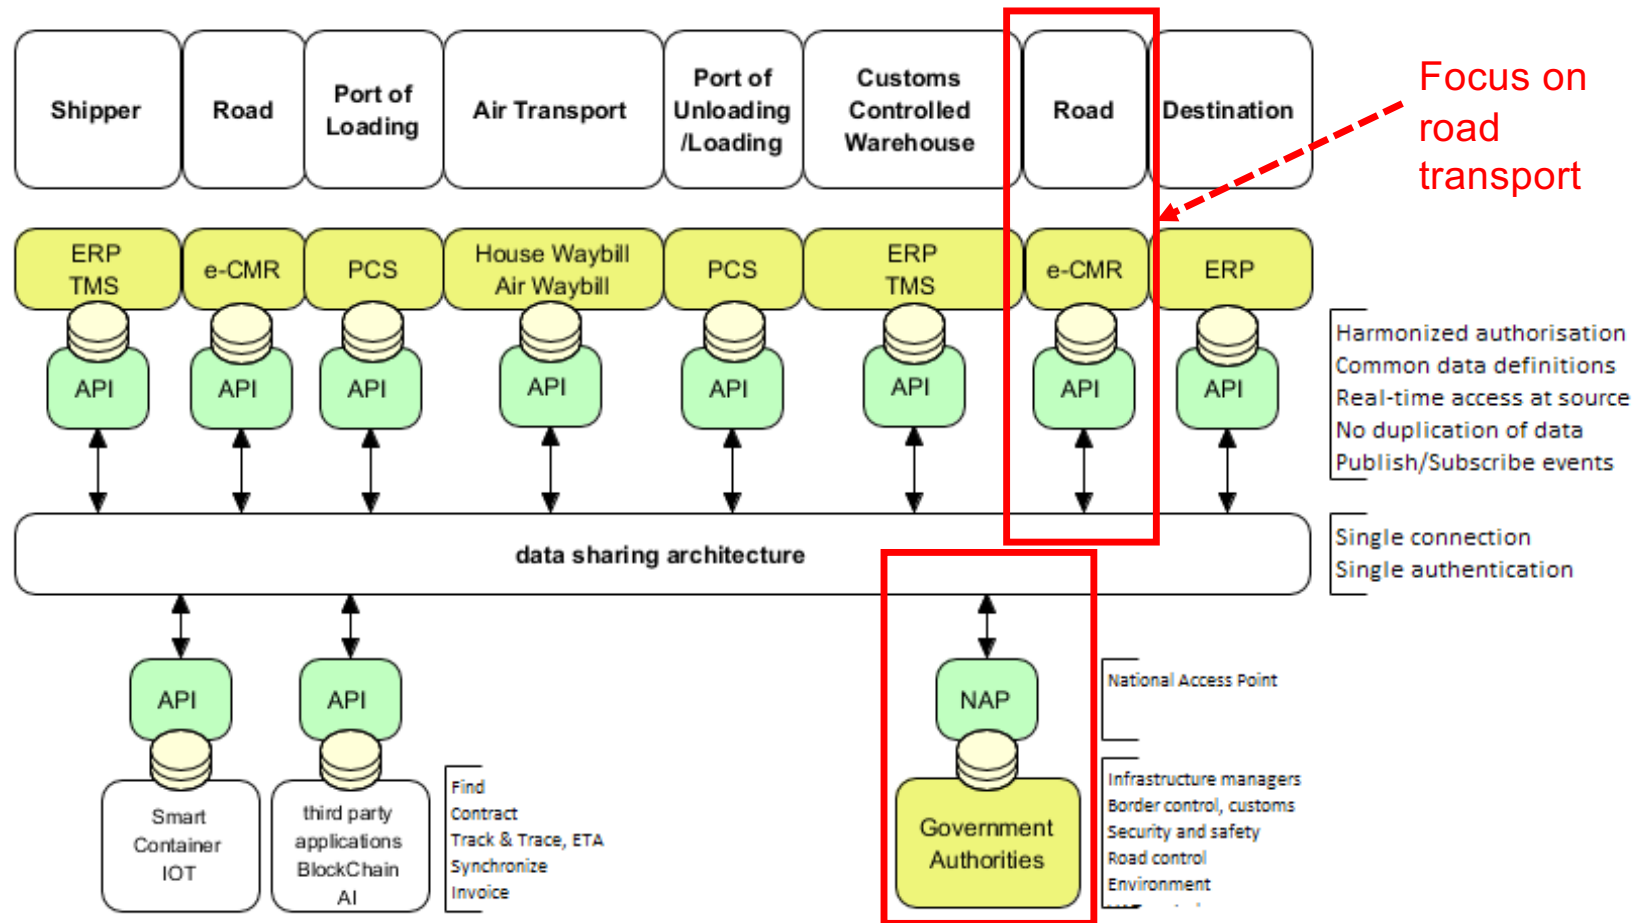 Shipper
Road
Port of
Loading
Air Transport
Port of
Unloading
/Loading
Customs
Controlled
Warehouse
Road
Destination
Focus on
road
transport
ERP
TMS
e-CMR
PCS
House Waybill
Air Waybill
PCS
ERP
TMS
e-CMR
ERP
API
API
API
API
API
API
API
API
Harmonized authorisation
Common data definitions
Real-time access at source
No duplication of data
Publish/Subscribe events
data sharing architecture
Single connection
Single authentication
API
API
NAP
National Access Point
Smart
Container
IOT
third party
applications
BlockChain
AI
Find
Contract
Track & Trace, ETA
Synchronize
Invoice
Government
Authorities
Infrastructure managers
Border control, customs
Security and safety
Road control
Environment